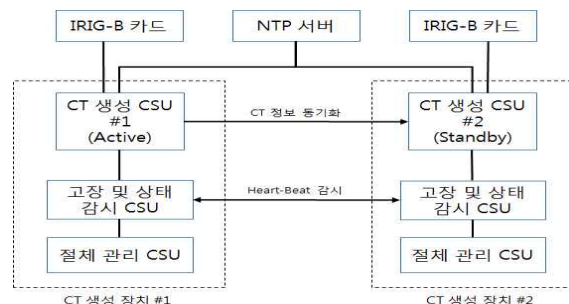 IRIG-B 카드
NTP 서버
IRIG-B 카드
CT 생성 CSU
#1
(Active)
CT 정보 동기화
CT 생성 CSU
#2
(Standby)
고장 및 상태
감시 CSU
Heart-Beat 감시
고장 및 상태
감시 CSU
절체 관리 CSU
절체 관리 CSU
CT 생성 장치 #1
CT 생성 장치 #2